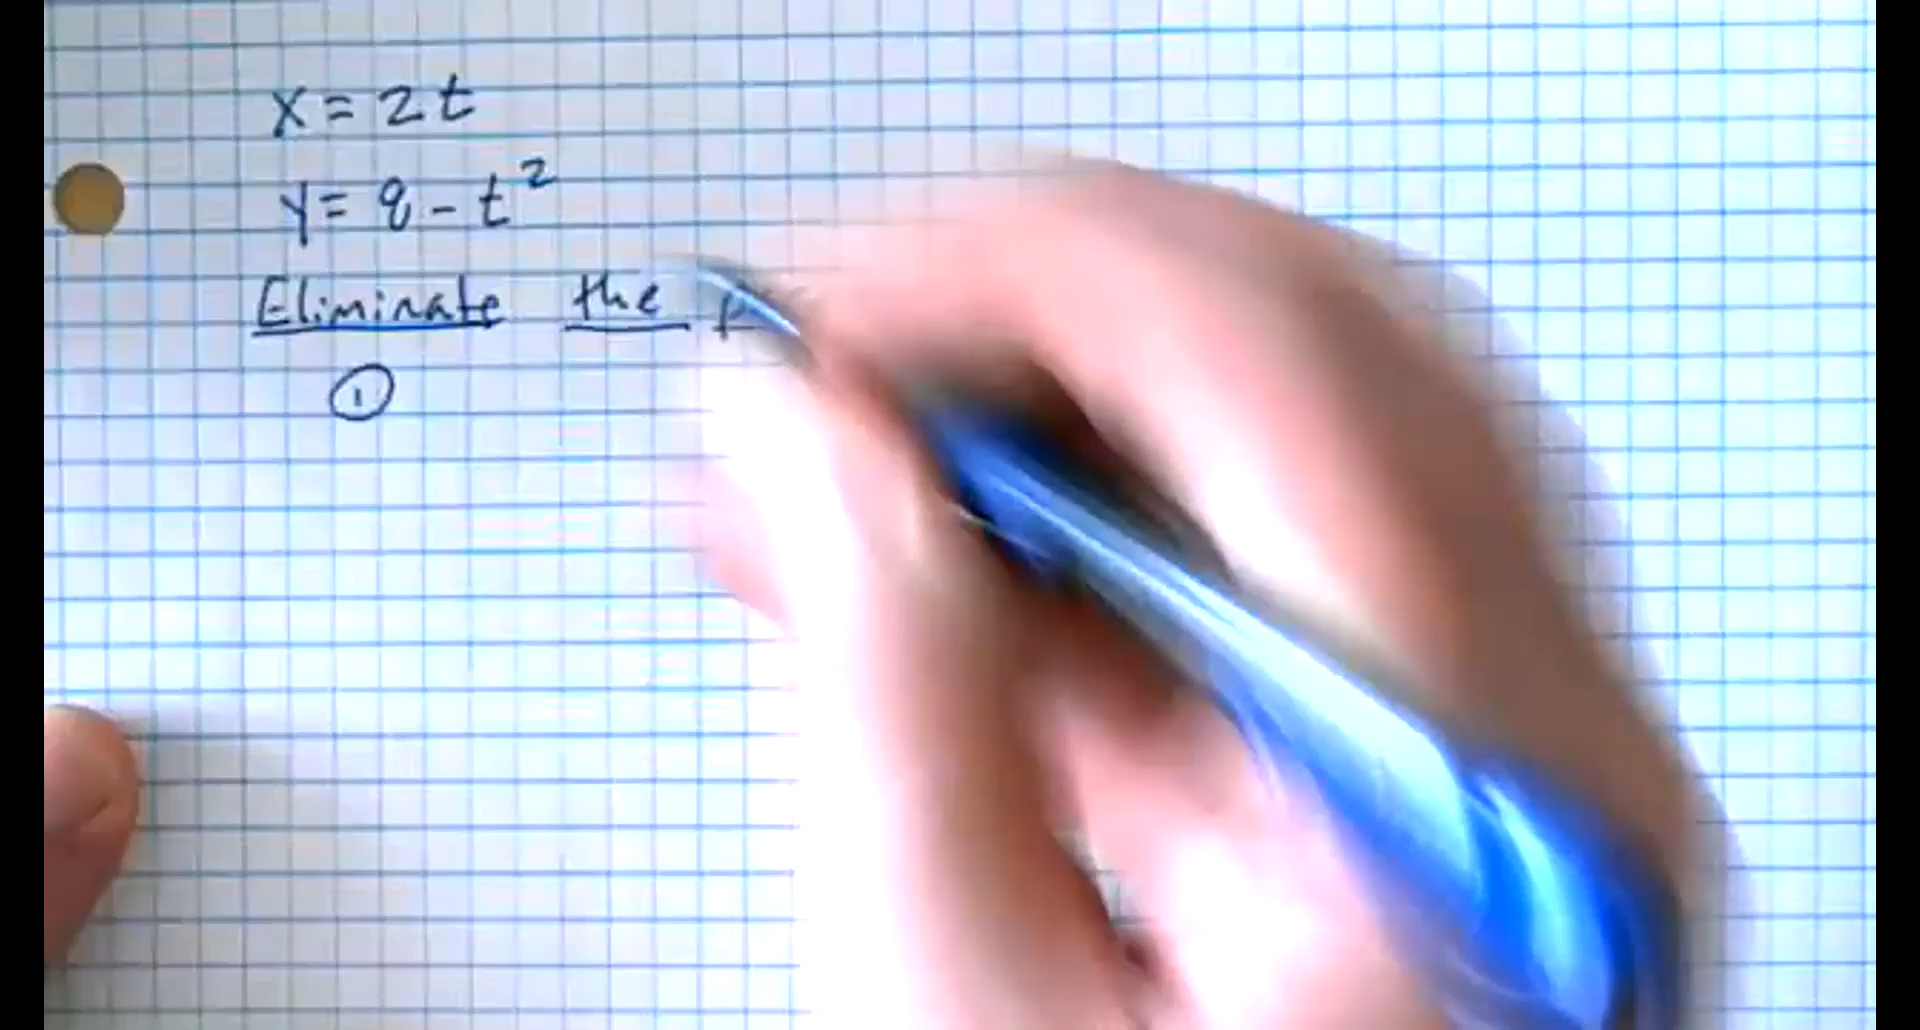 x = 2t
y = 8 - t²
Eliminate the
①